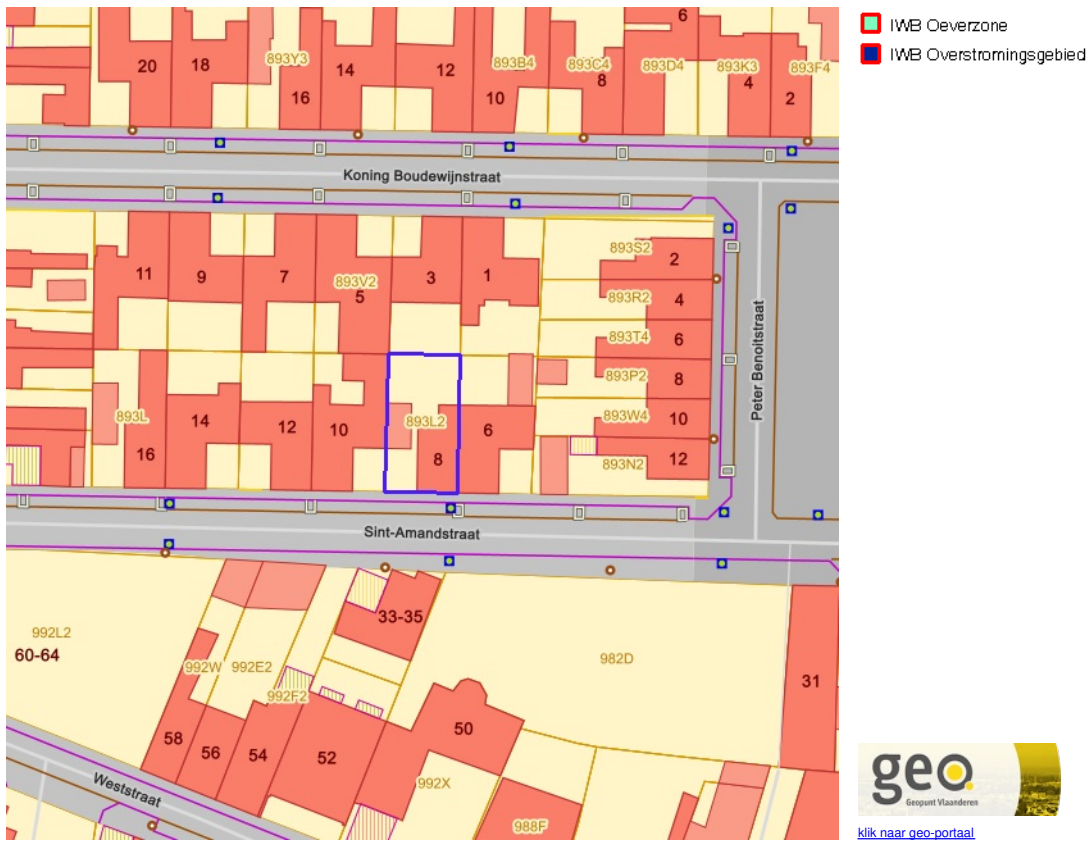 IWB Oeverzone
IWB Overstromingsgebied
6
20
18
893Y3
14
12
893B4
893C4
893D4
893K3
893F4
16
10
8
4
2
Koning Boudewijnstraat
11
9
7
893V2
5
3
1
893S2
2
893R2
4
893T4
6
893P2
8
893W4
10
893N2
12
Peter Benoitstraat
893L
16
14
12
10
893L2
8
6
Sint-Amandstraat
33-35
992L2
60-64
992W
992E2
992F2
982D
31
58
56
54
52
50
992X
988F
Weststraat
geo
Geopunt Vlaanderen
klik naar geo-portaal